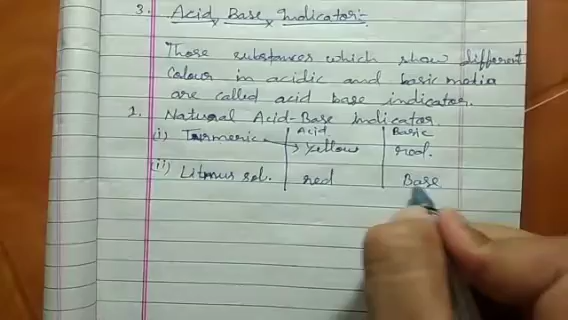 3. Acid, Base, Indicator:-
Those substances which show different
colour in acidic and basic media
are called acid base indicator.
1. Natural Acid-Base indicator.
Acid Basic
(i) Turmeric → Yellow red.
(ii) Litmus sol. red Base